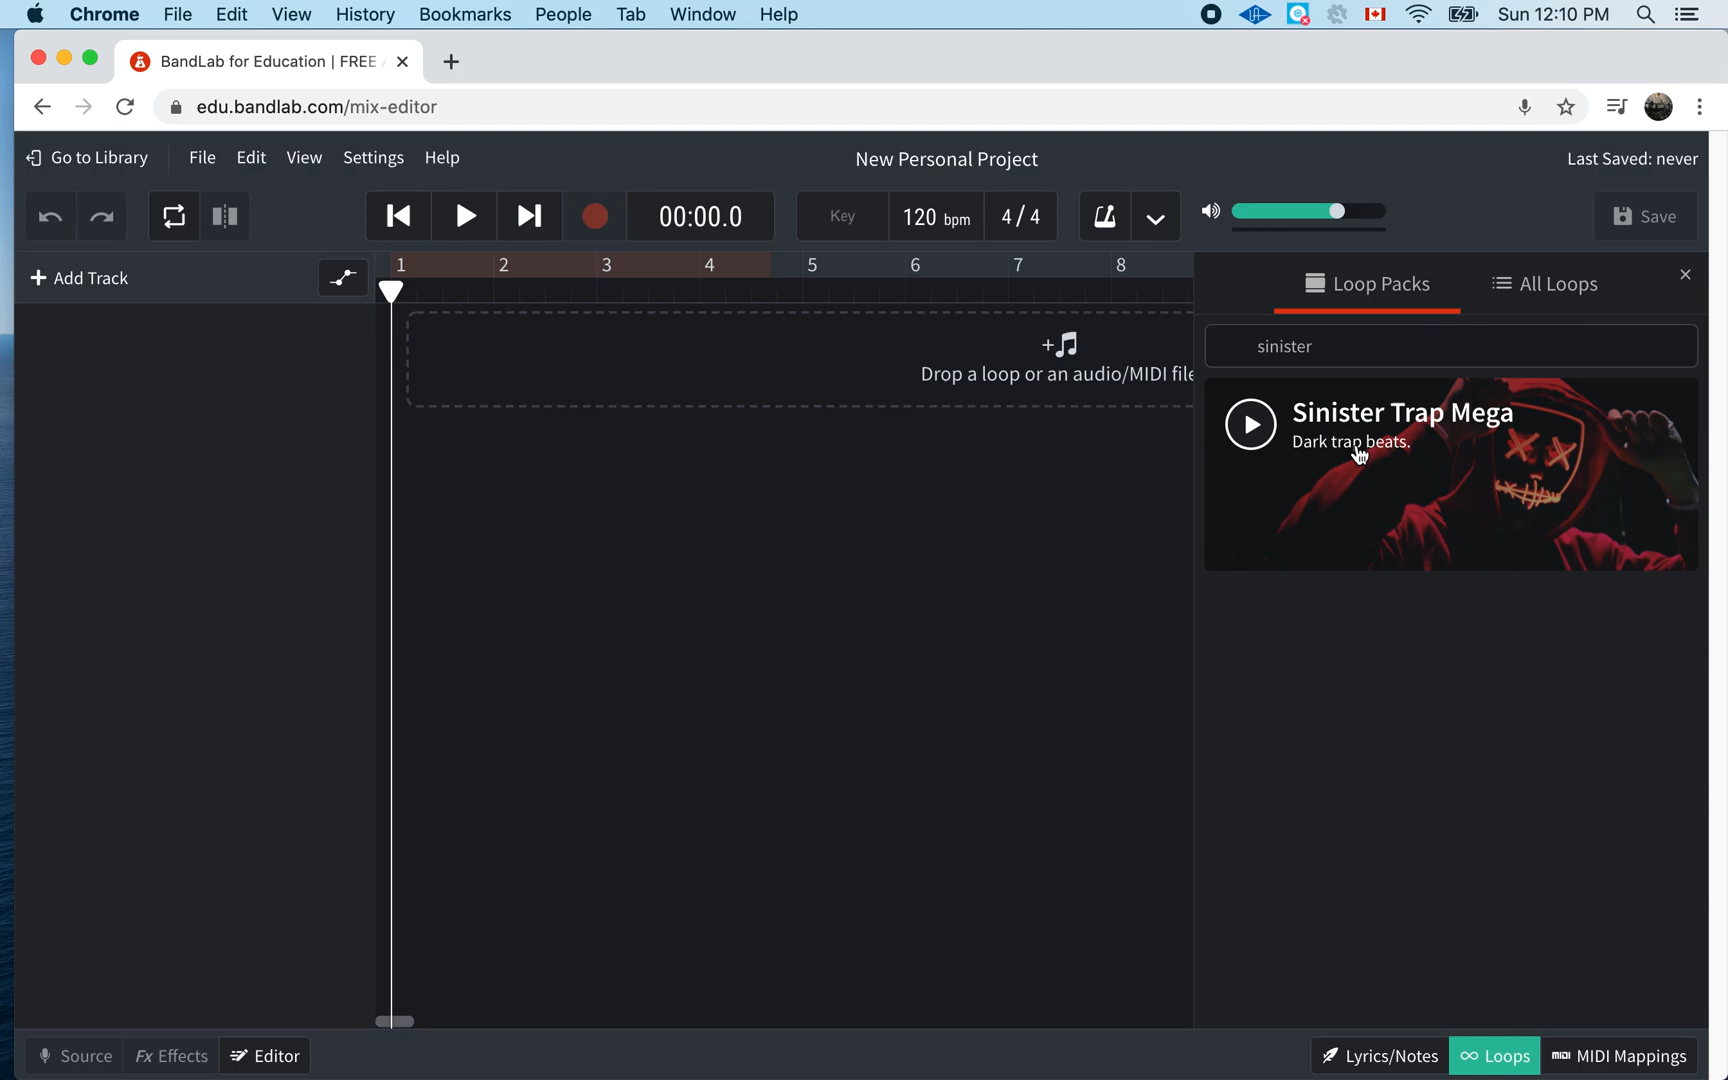 Chrome File Edit View History Bookmarks People Tab Window Help Sun 12:10 PM
BandLab for Education | FREE
edu.bandlab.com/mix-editor
Go to Library File Edit View Settings Help New Personal Project Last Saved: never
00:00.0 Key 120 bpm 4/4 Save
+ Add Track 1 2 3 4 5 6 7 8
Loop Packs All Loops
sinister
Drop a loop or an audio/MIDI file
Sinister Trap Mega
Dark trap beats.
Source Fx Effects Editor Lyrics/Notes Loops MIDI MIDI Mappings